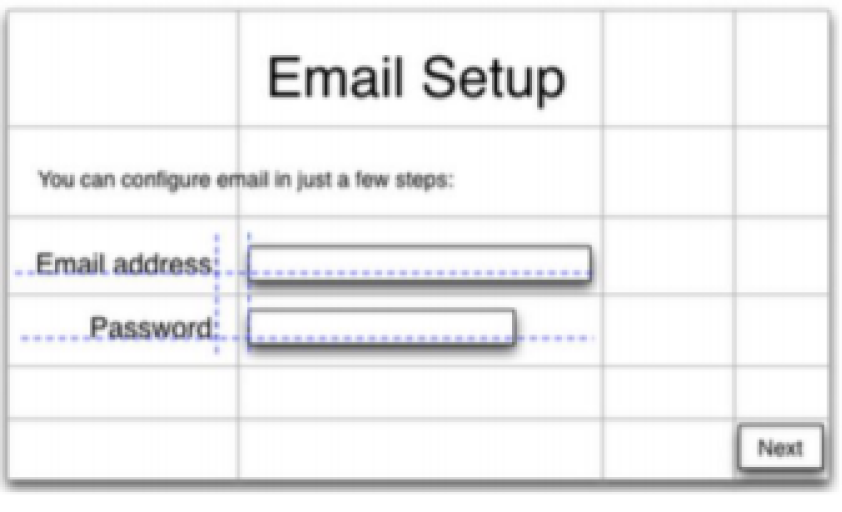 Email Setup
You can configure email in just a few steps:
Email address
Password
Next